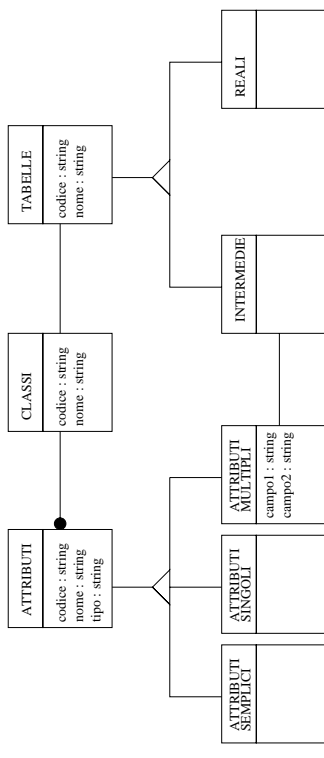 ATTRIBUTI
codice : string
nome : string
tipo : string
CLASSI
codice : string
nome : string
TABELLE
codice : string
nome : string
ATTRIBUTI
SEMPLICI
ATTRIBUTI
SINGOLI
ATTRIBUTI
MULTIPLI
campo1 : string
campo2 : string
INTERMEDIE
REALI